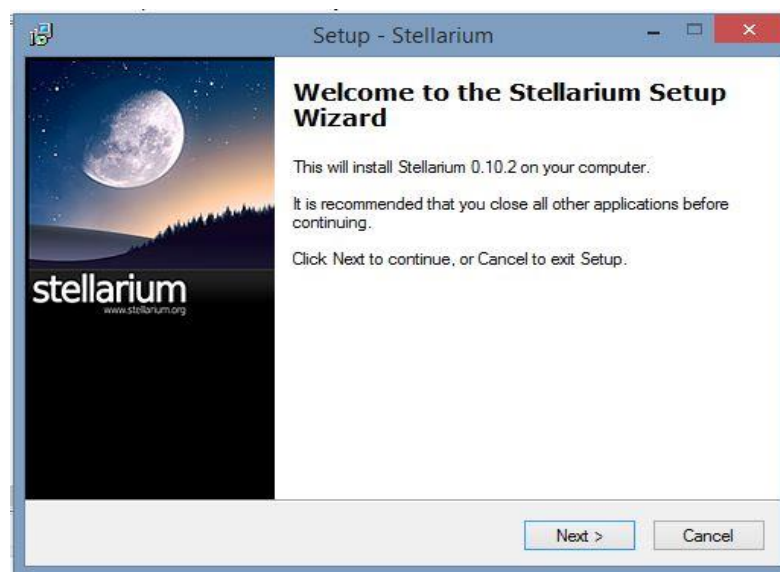 Setup - Stellarium
Welcome to the Stellarium Setup
Wizard
This will install Stellarium 0.10.2 on your computer.
It is recommended that you close all other applications before
continuing.
Click Next to continue, or Cancel to exit Setup.
stellarium
www.stellarium.org
Next >
Cancel